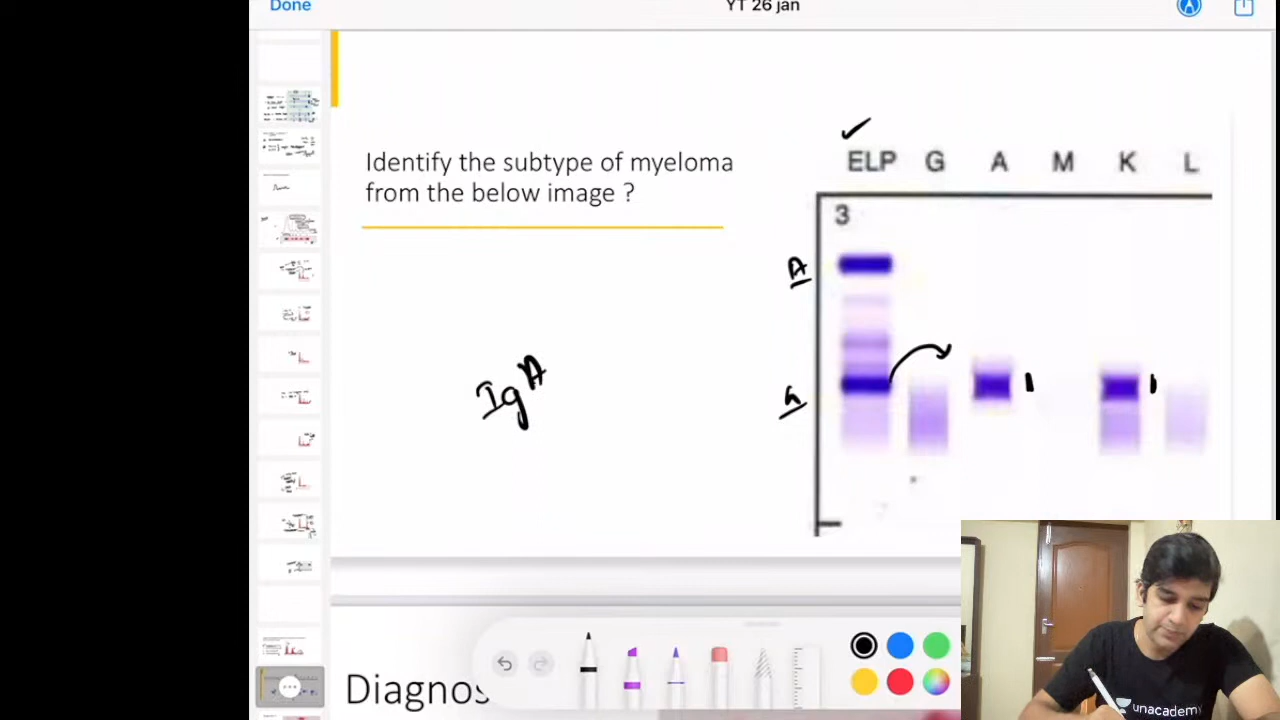 Done
YT 26 jan
Identify the subtype of myeloma
from the below image ?
IgA
ELP G A M K L
3
A
G
Diagnos
unacademy